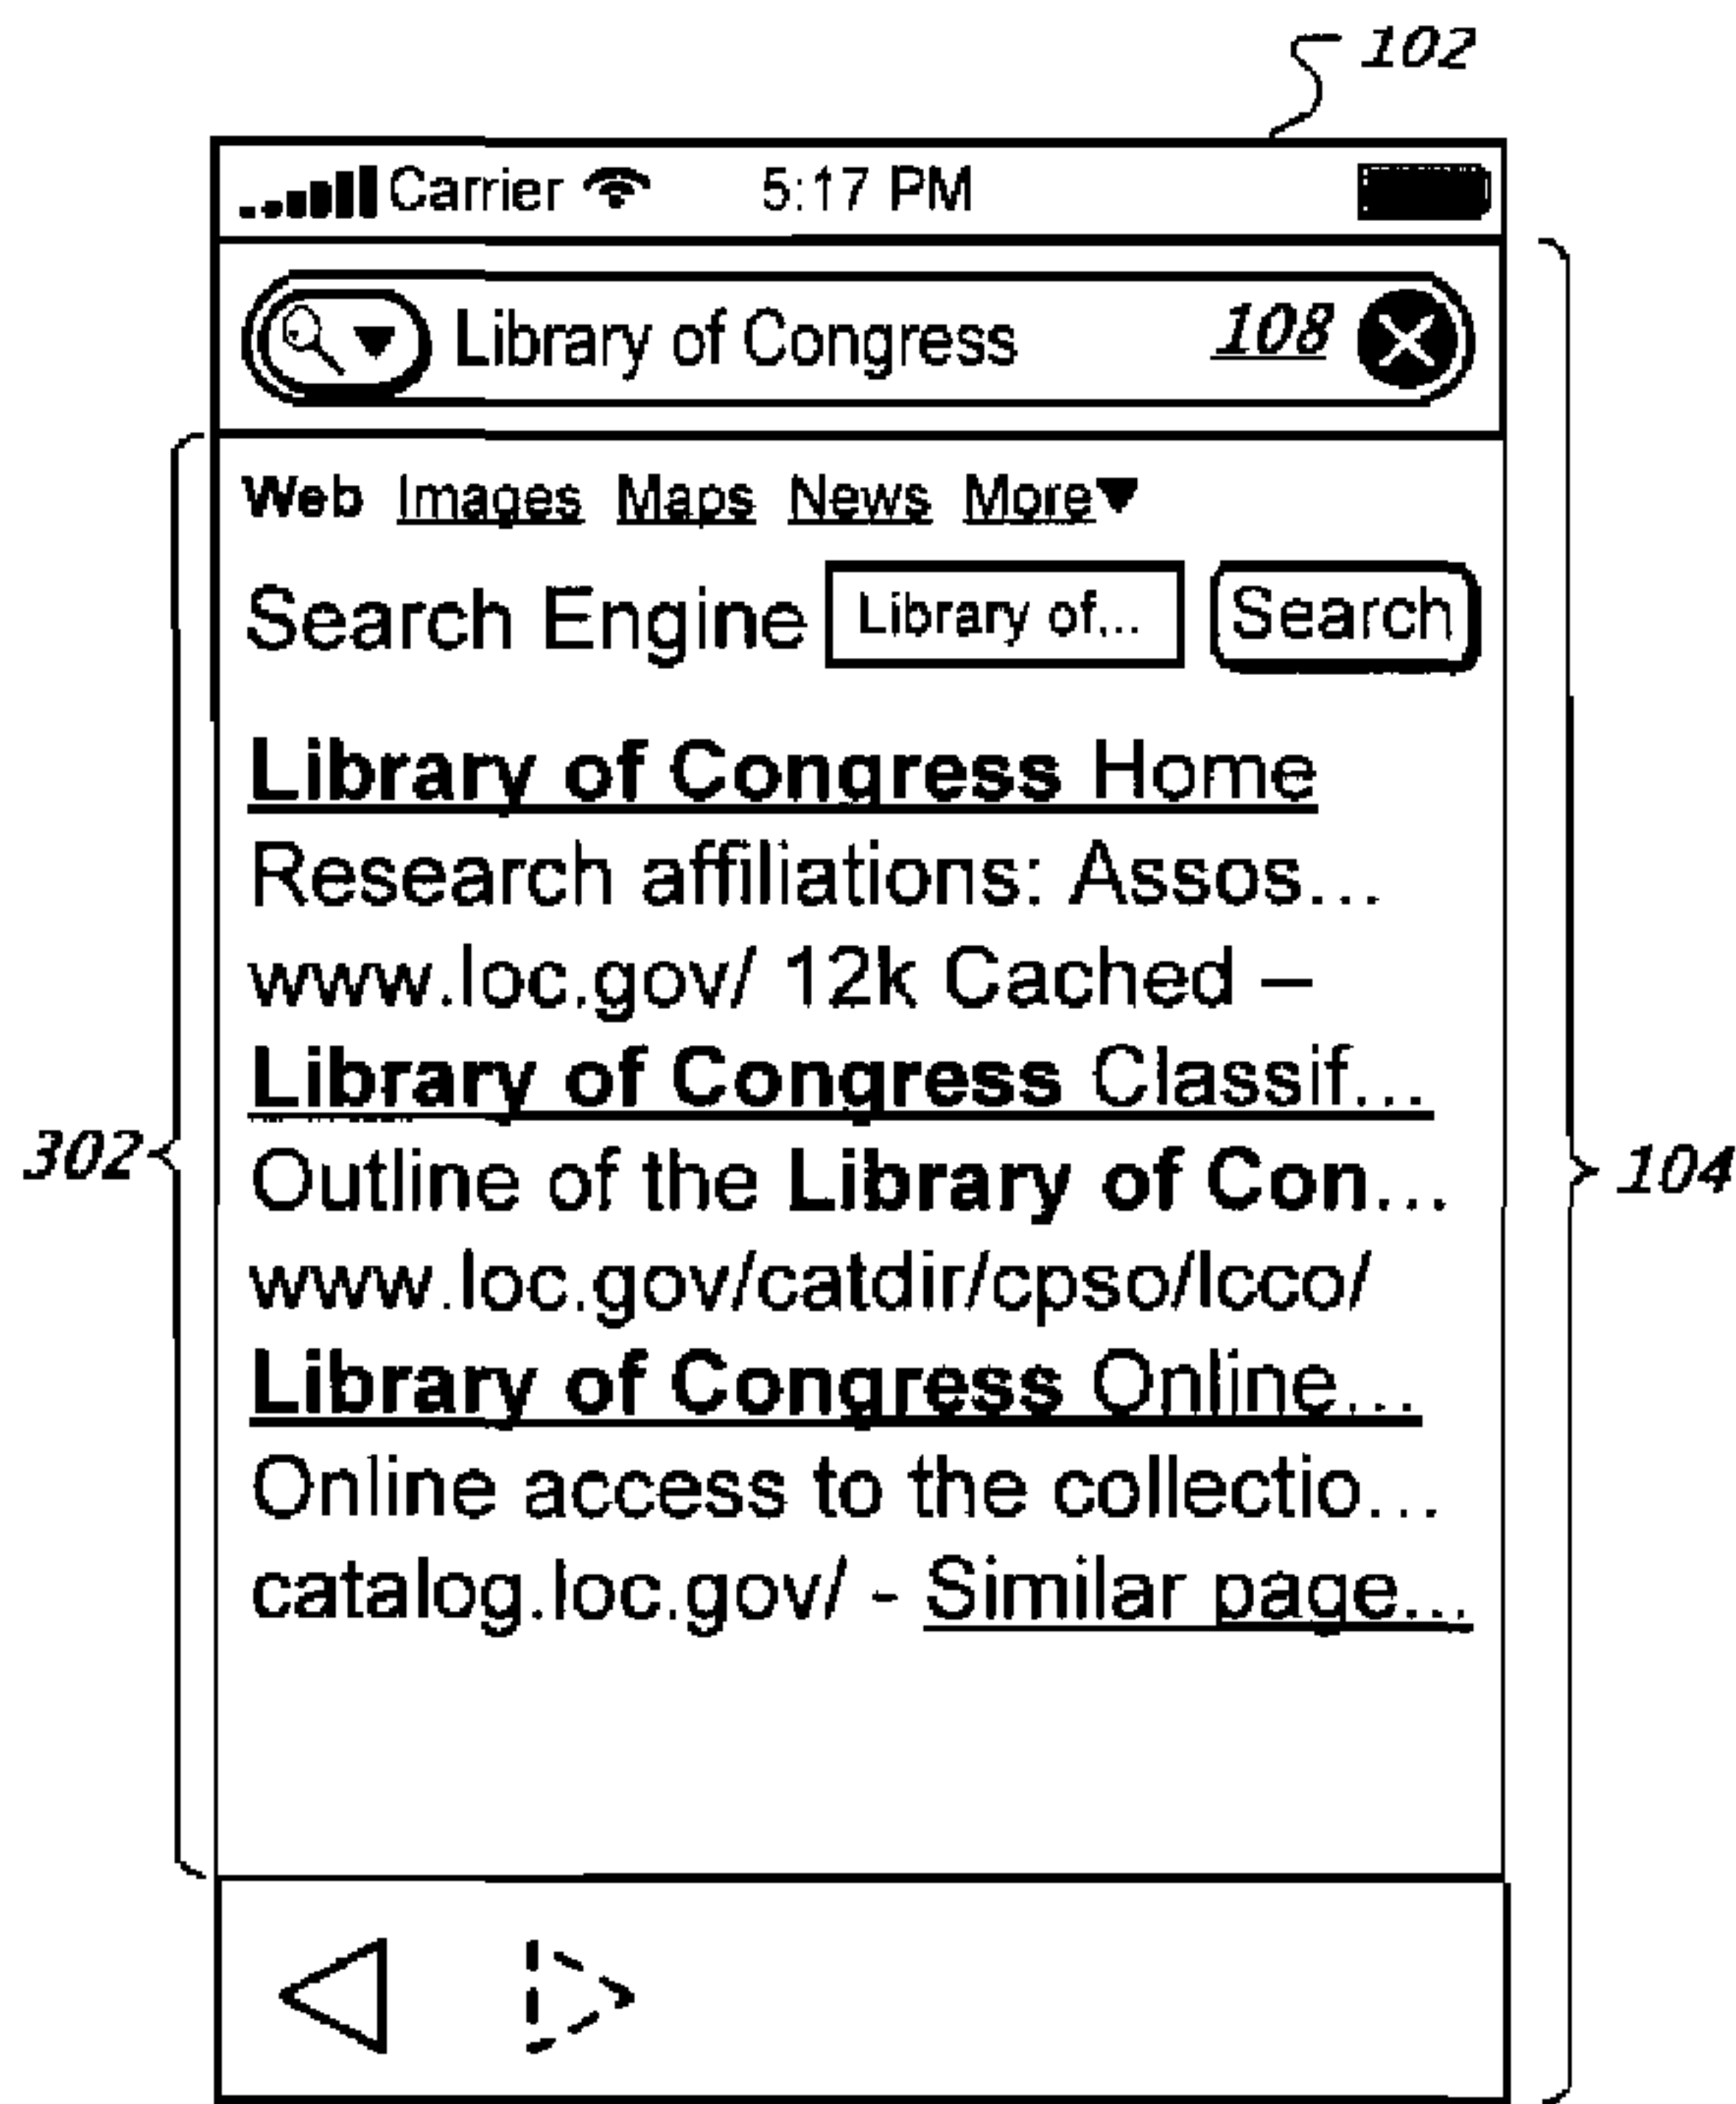 102
Carrier 5:17 PM
Library of Congress 108
Web Images Maps News More
Search Engine Library of... Search
Library of Congress Home
Research affiliations: Assos...
www.loc.gov/ 12k Cached –
Library of Congress Classif...
302
Outline of the Library of Con...
104
www.loc.gov/catdir/cpso/lcco/
Library of Congress Online...
Online access to the collectio...
catalog.loc.gov/ - Similar page...